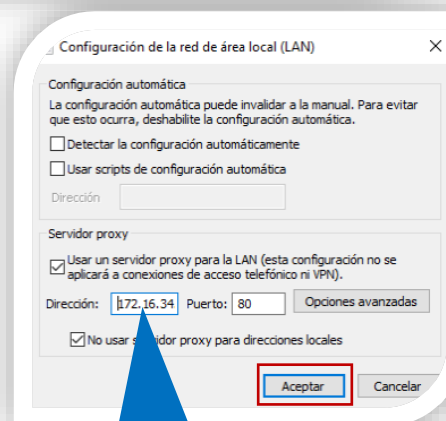 Configuración de la red de área local (LAN)
Configuración automática
La configuración automática puede invalidar a la manual. Para evitar
que esto ocurra, deshabilite la configuración automática.
Detectar la configuración automáticamente
Usar scripts de configuración automática
Dirección
Servidor proxy
Usar un servidor proxy para la LAN (esta configuración no se
aplicará a conexiones de acceso telefónico ni VPN).
Dirección: 172.16.34 Puerto: 80 Opciones avanzadas
No usar servidor proxy para direcciones locales
Aceptar Cancelar